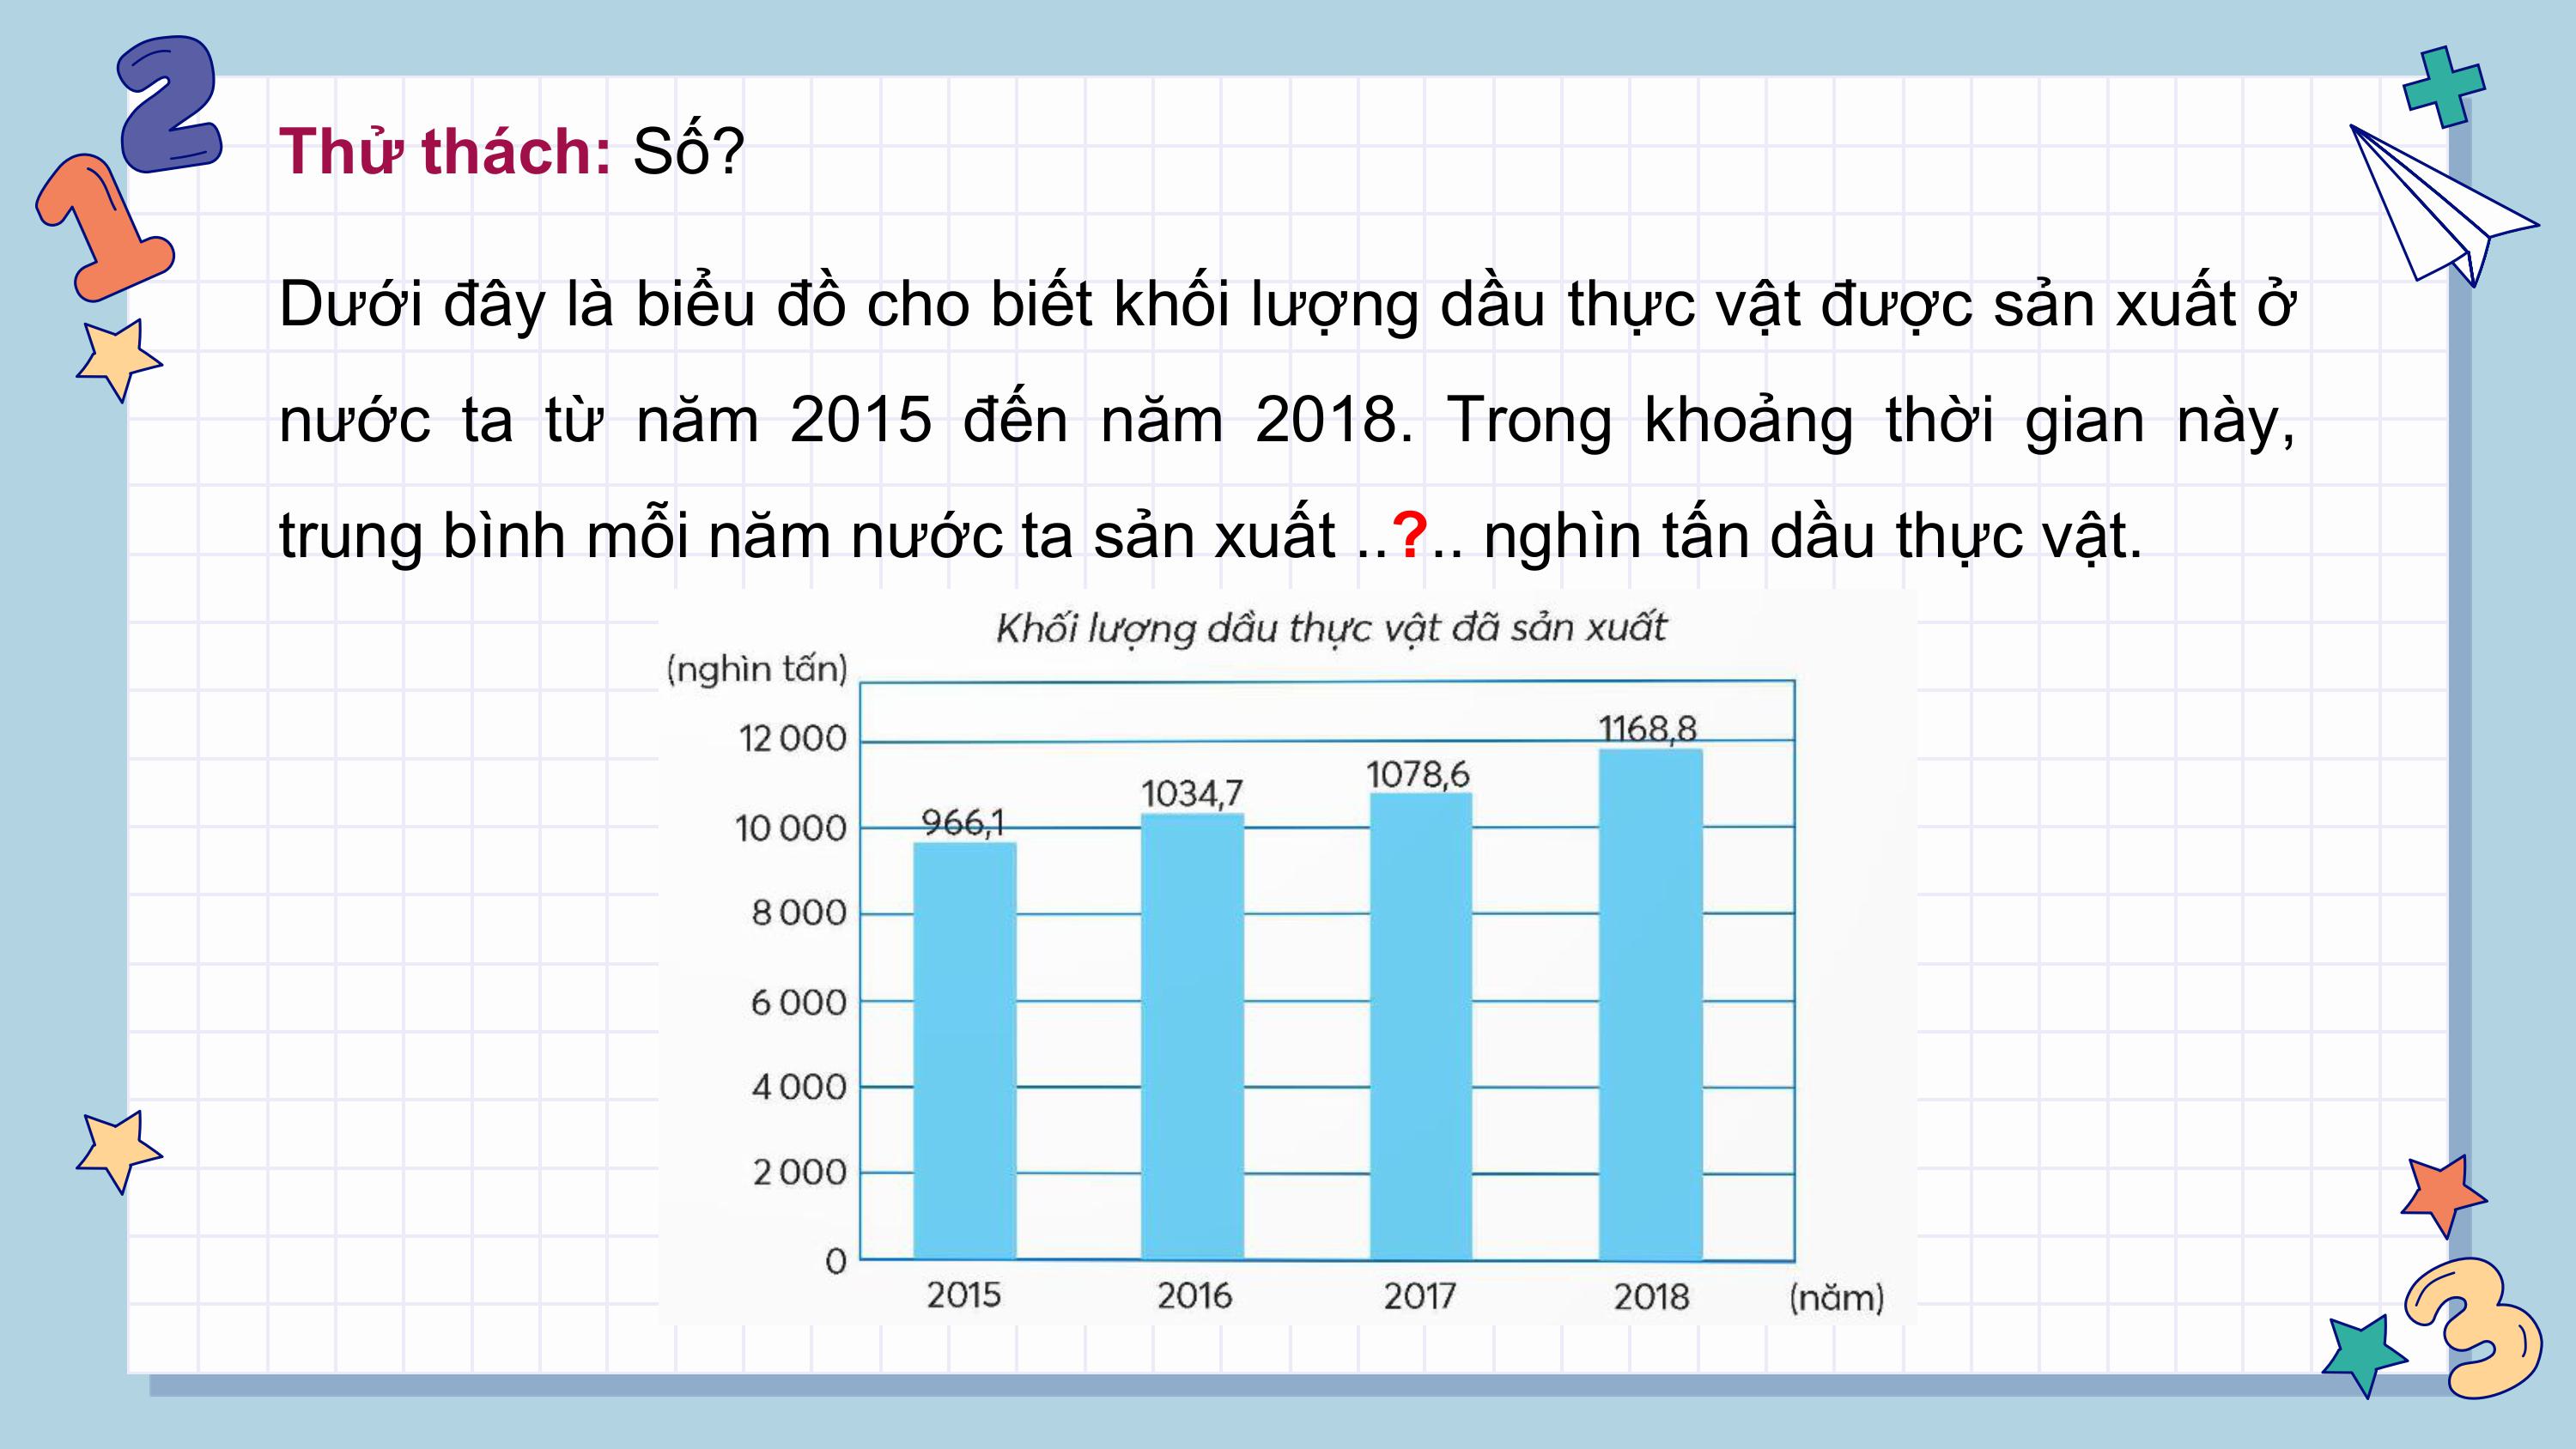 Thử thách: Số?
Dưới đây là biểu đồ cho biết khối lượng dầu thực vật được sản xuất ở
nước ta từ năm 2015 đến năm 2018. Trong khoảng thời gian này,
trung bình mỗi năm nước ta sản xuất ..?.. nghìn tấn dầu thực vật.
Khối lượng dầu thực vật đã sản xuất
(nghìn tấn)
12 000
10 000
8 000
6 000
4 000
2 000
0
966,1
1034,7
1078,6
1168,8
2015
2016
2017
2018
(năm)
2
1
3